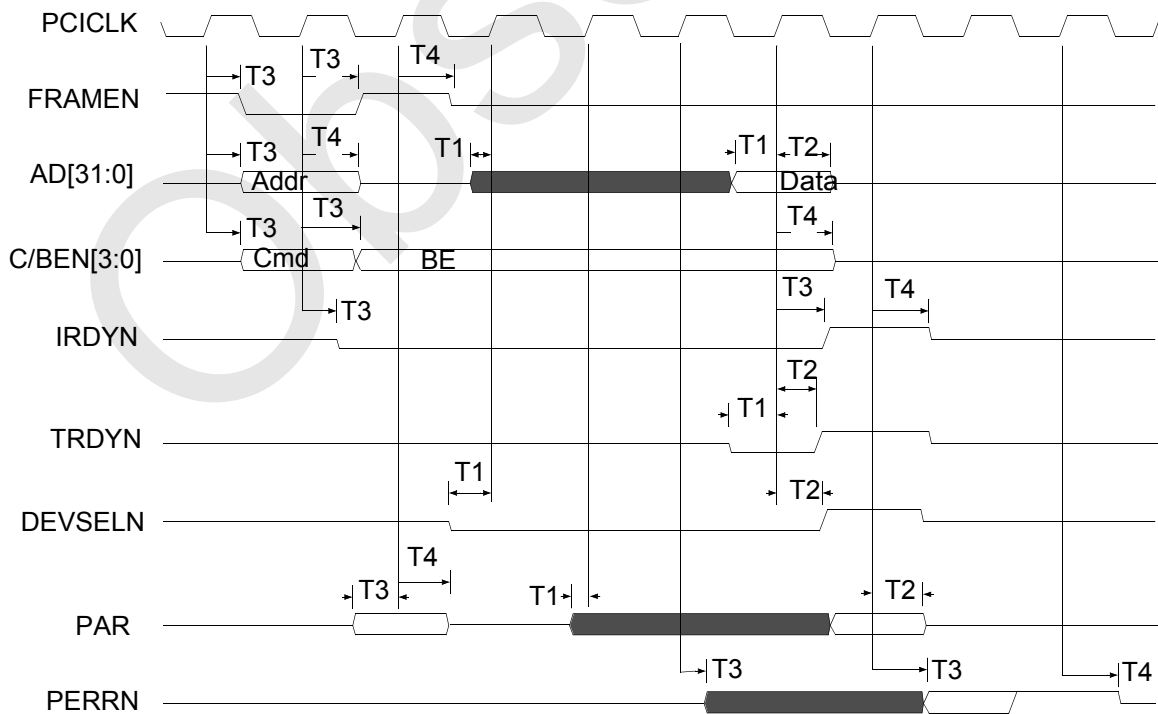 PCICLK
T3 T3 T4
FRAMEN
T3 T4 T1 T1 T2
AD[31:0] Addr Data
T3 T3 T4
C/BEN[3:0] Cmd BE
T3 T3 T4
IRDYN
T2
T1
TRDYN
T1 T2
DEVSELN
T4
T3 T1 T2
PAR
T3 T3 T4
PERRN
Obs